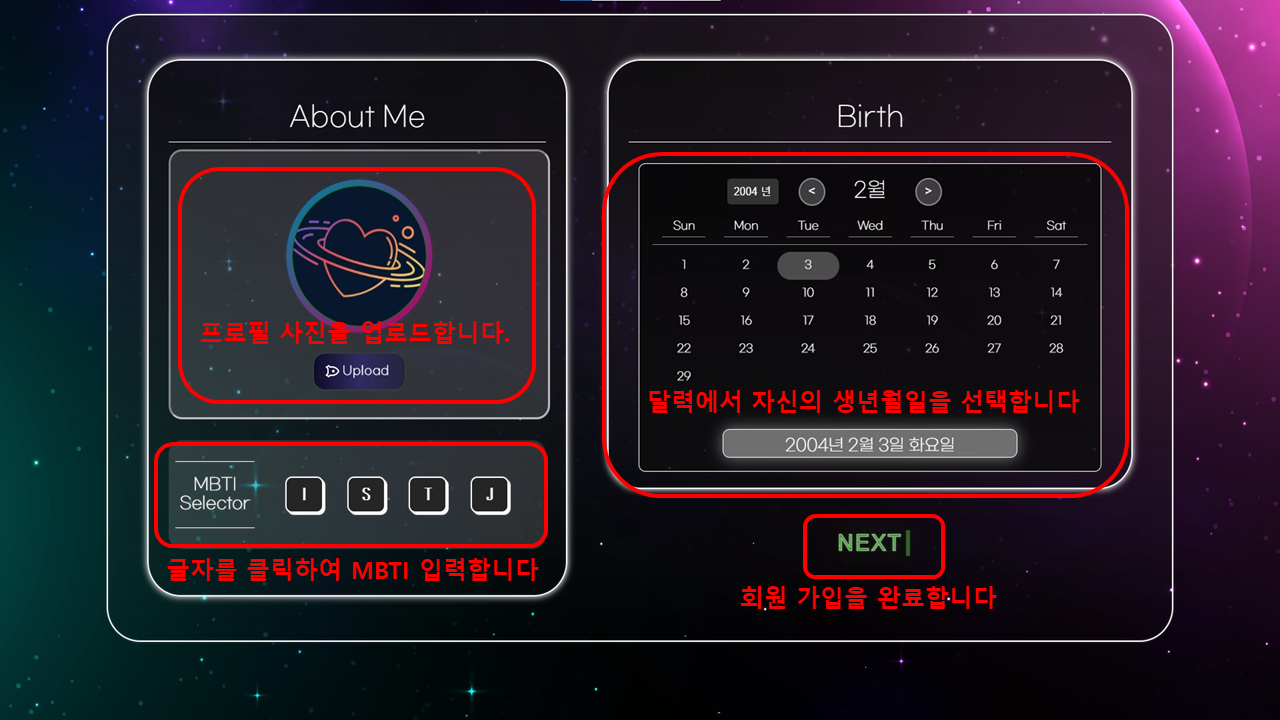 About Me
프로필 사진을 업로드합니다.
Upload
MBTI
Selector
I S T J
글자를 클릭하여 MBTI 입력합니다
Birth
2004 년 < 2월 >
Sun Mon Tue Wed Thu Fri Sat
1 2 3 4 5 6 7
8 9 10 11 12 13 14
15 16 17 18 19 20 21
22 23 24 25 26 27 28
29
달력에서 자신의 생년월일을 선택합니다
2004년 2월 3일 화요일
NEXT
회원 가입을 완료합니다